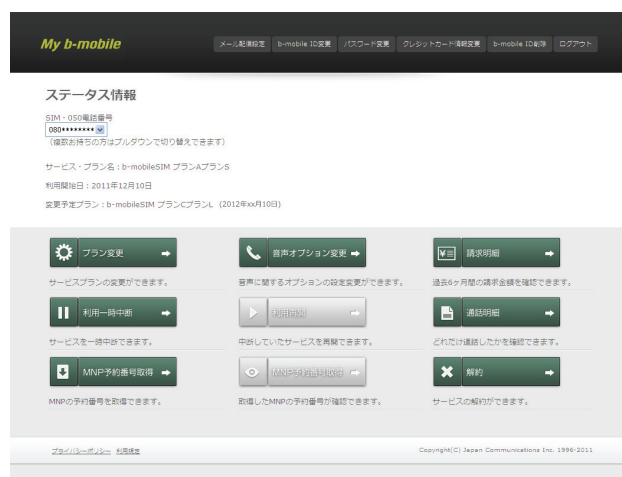 My b-mobile
メール配信設定 b-mobile ID変更 パスワード変更 クレジットカード情報変更 b-mobile ID削除 ログアウト
ステータス情報
SIM・050電話番号
080********
(複数お持ちの方はプルダウンで切り替えできます)
サービス・プラン名：b-mobileSIM プランAプランS
利用開始日：2011年12月10日
変更予定プラン：b-mobileSIM プランCプランL (2012年xx月10日)
プラン変更
音声オプション変更
請求明細
サービスプランの変更ができます。
音声に関するオプションの設定変更ができます。
過去6ヶ月間の請求金額を確認できます。
利用一時中断
利用再開
通話明細
サービスを一時中断できます。
中断していたサービスを再開できます。
どれだけ通話したかを確認できます。
MNP予約番号取得
MNP予約番号確認
解約
MNPの予約番号を取得できます。
取得したMNPの予約番号が確認できます。
サービスの解約ができます。
プライバシーポリシー 利用規定
Copyright(C) Japan Communications Inc. 1996-2011